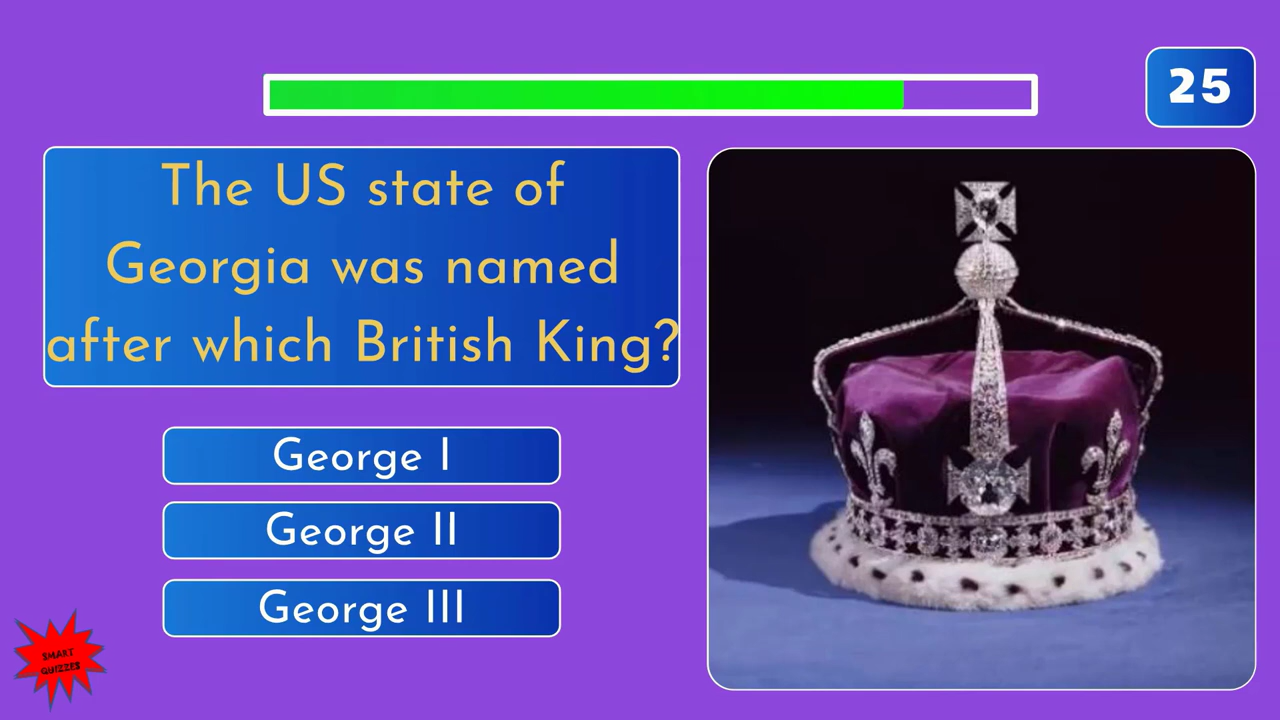 25
The US state of
Georgia was named
after which British King?
George I
George II
George III
SMART
QUIZZES